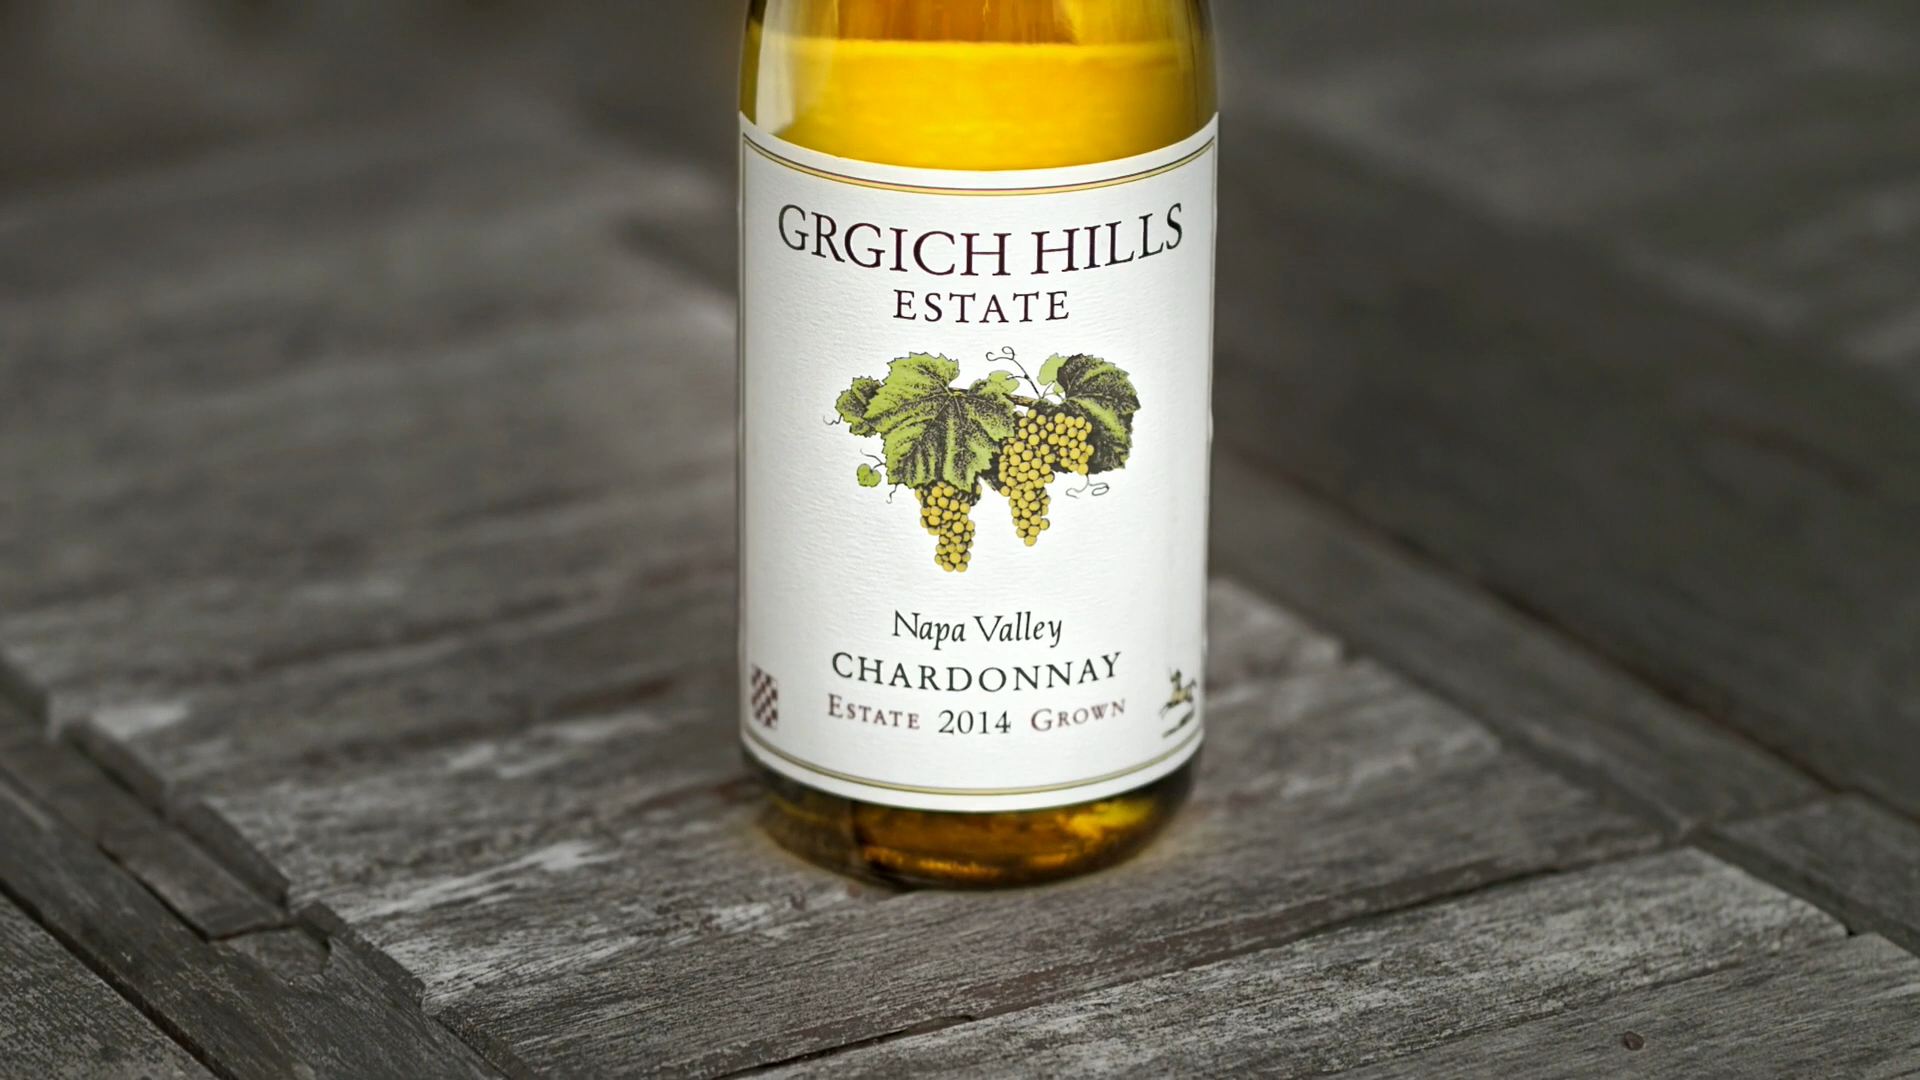 GRGICH HILLS
ESTATE
Napa Valley
CHARDONNAY
ESTATE 2014 GROWN